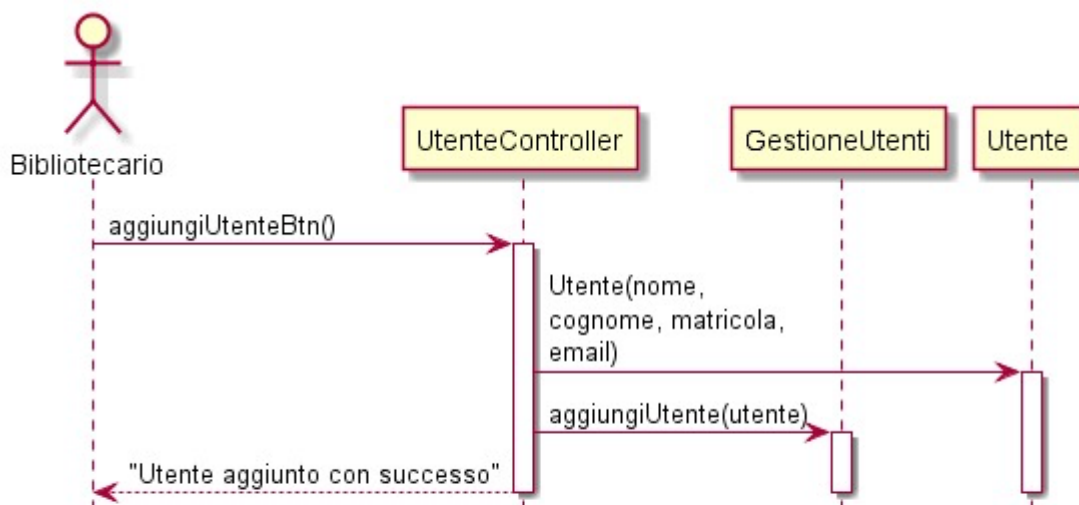 Bibliotecario
UtenteController
GestioneUtenti
Utente
aggiungiUtenteBtn()
Utente(nome,
cognome, matricola,
email)
aggiungiUtente(utente)
"Utente aggiunto con successo"